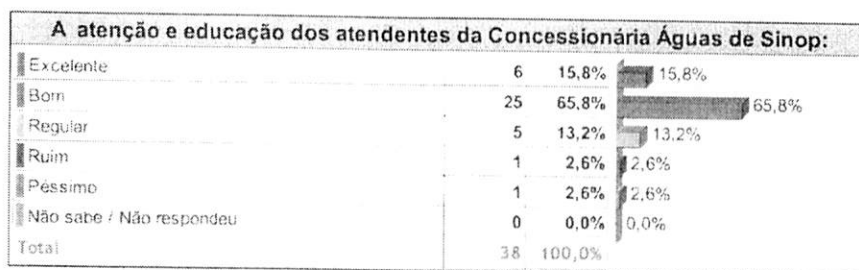 A atenção e educação dos atendentes da Concessionária Águas de Sinop:
Excelente 6 15,8% 15,8%
Bom 25 65,8% 65,8%
Regular 5 13,2% 13,2%
Ruim 1 2,6% 2,6%
Péssimo 1 2,6% 2,6%
Não sabe / Não respondeu 0 0,0% 0,0%
Total 38 100,0%